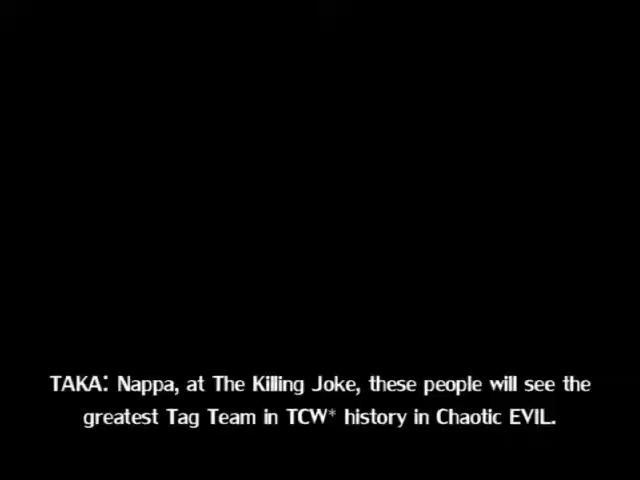 TAKA: Nappa, at The Killing Joke, these people will see the
greatest Tag Team in TCW* history in Chaotic EVIL.